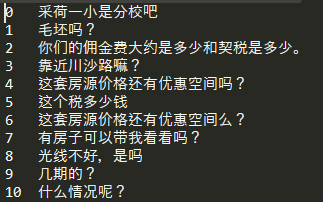 0 采荷一小是分校吧
1 毛坯吗？
2 你们的佣金费大约是多少和契税是多少。
3 靠近川沙路嘛？
4 这套房源价格还有优惠空间吗？
5 这个税多少钱
6 这套房源价格还有优惠空间么？
7 有房子可以带我看看吗？
8 光线不好，是吗
9 几期的？
10 什么情况呢？